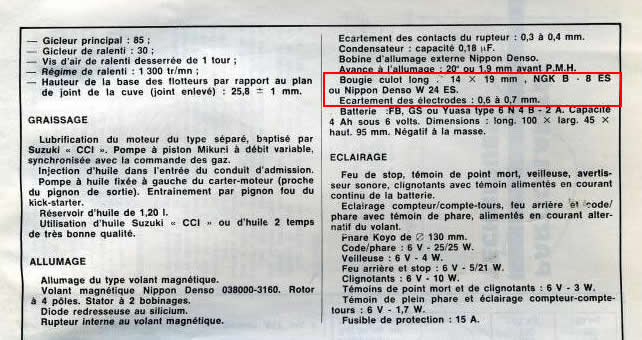 — Gicleur principal : 85 ;
— Gicleur de ralenti : 30 ;
— Vis d'air de ralenti desserrée de 1 tour ;
— Régime de ralenti : 1 300 tr/mn ;
— Hauteur de la base des flotteurs par rapport au plan
de joint de la cuve (joint enlevé) : 25,8 ± 1 mm.
GRAISSAGE
Lubrification du moteur du type séparé, baptisé par
Suzuki « CCI ». Pompe à piston Mikuni à débit variable,
synchronisée avec la commande des gaz.
Injection d'huile dans l'entrée du conduit d'admission.
Pompe à huile fixée à gauche du carter-moteur (proche
du pignon de sortie). Entrainement par pignon fou du
kick-starter.
Réservoir d'huile de 1,20 l.
Utilisation d'huile Suzuki « CCI » ou d'huile 2 temps
de très bonne qualité.
ALLUMAGE
Allumage du type volant magnétique.
Volant magnétique Nippon Denso 038000-3160. Rotor
à 4 pôles. Stator à 2 bobinages.
Diode redresseuse au silicium.
Rupteur interne au volant magnétique.
Ecartement des contacts du rupteur : 0,3 à 0,4 mm.
Condensateur : capacité 0,18 µF.
Bobine d'allumage externe Nippon Denso.
Avance à l'allumage : 20° ou 1,9 mm avant P.M.H.
Bougie culot long : 14 × 19 mm , NGK B - 8 ES
ou Nippon Denso W 24 ES.
Ecartement des électrodes : 0,6 à 0,7 mm.
Batterie :FB, GS ou Yuasa type 6 N 4 B - 2 A. Capacité
4 Ah sous 6 volts. Dimensions : long. 100 × larg. 45 ×
haut. 95 mm. Négatif à la masse.
ECLAIRAGE
Feu de stop, témoin de point mort, veilleuse, avertis-
seur sonore, clignotants avec témoin alimentés en courant
continu de la batterie.
Eclairage compteur/compte-tours, feu arrière et code/
phare avec témoin de phare, alimentés en courant alter-
natif du volant.
Phare Koyo de ∅ 130 mm.
Code/phare : 6 V - 25/25 W.
Veilleuse : 6 V - 4 W.
Feu arrière et stop : 6 V - 5/21 W.
Clignotants : 6 V - 10 W.
Témoins de point mort et de clignotants : 6 V - 3 W.
Témoin de plein phare et éclairage compteur-compte-
tours : 6 V - 1,7 W.
Fusible de protection : 15 A.